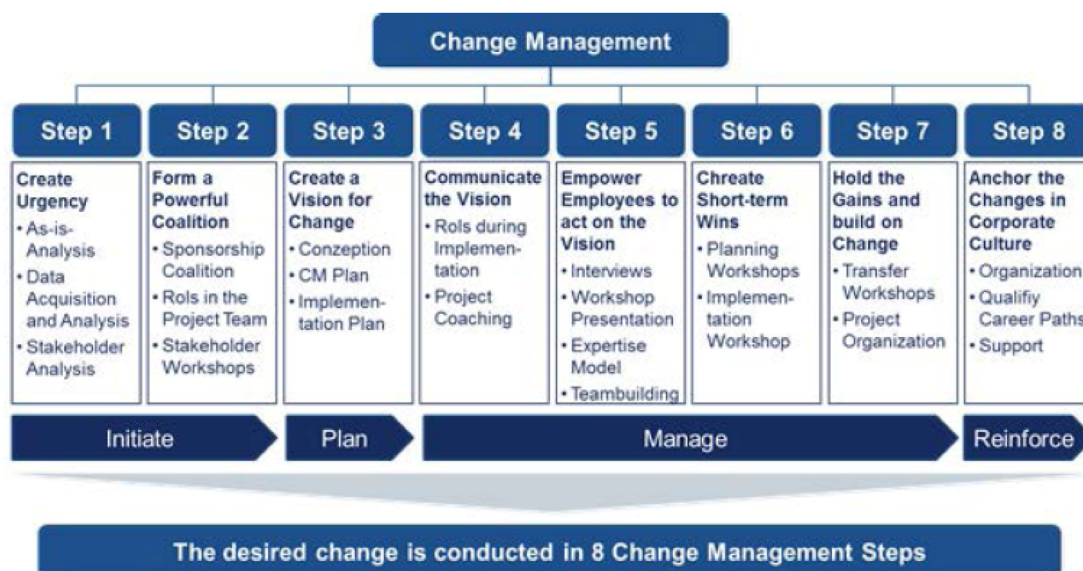 Change Management
Step 1
Step 2
Step 3
Step 4
Step 5
Step 6
Step 7
Step 8
Create
Urgency
• As-is-
Analysis
• Data
Acquisition
and Analysis
• Stakeholder
Analysis
Form a
Powerful
Coalition
• Sponsorship
Coalition
• Rols in the
Project Team
• Stakeholder
Workshops
Create a
Vision for
Change
• Conzeption
• CM Plan
• Implemen-
tation Plan
Communicate
the Vision
• Rols during
Implemen-
tation
• Project
Coaching
Empower
Employees to
act on the
Vision
• Interviews
• Workshop
Presentation
• Expertise
Model
• Teambuilding
Chreate
Short-term
Wins
• Planning
Workshops
• Implemen-
tation
Workshop
Hold the
Gains and
build on
Change
• Transfer
Workshops
• Project
Organization
Anchor the
Changes in
Corporate
Culture
• Organization
• Qualifiy
Career Paths
• Support
Initiate
Plan
Manage
Reinforce
The desired change is conducted in 8 Change Management Steps